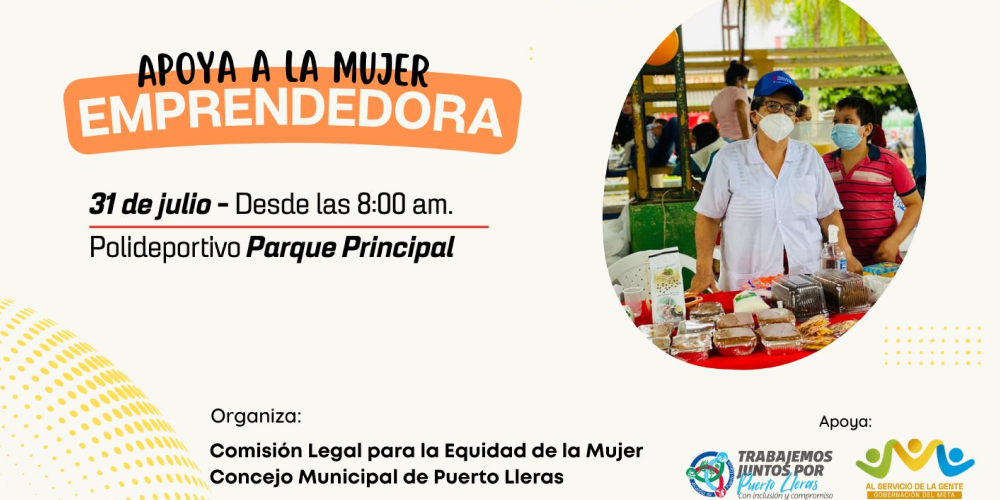 APOYA A LA MUJER
EMPRENDEDORA
31 de julio - Desde las 8:00 am.
Polideportivo Parque Principal
Organiza:
Comisión Legal para la Equidad de la Mujer
Concejo Municipal de Puerto Lleras
Apoya:
TRABAJEMOS
JUNTOS POR
Puerto Lleras
Con inclusión y compromiso
AL SERVICIO DE LA GENTE
GOBERNACIÓN DEL META